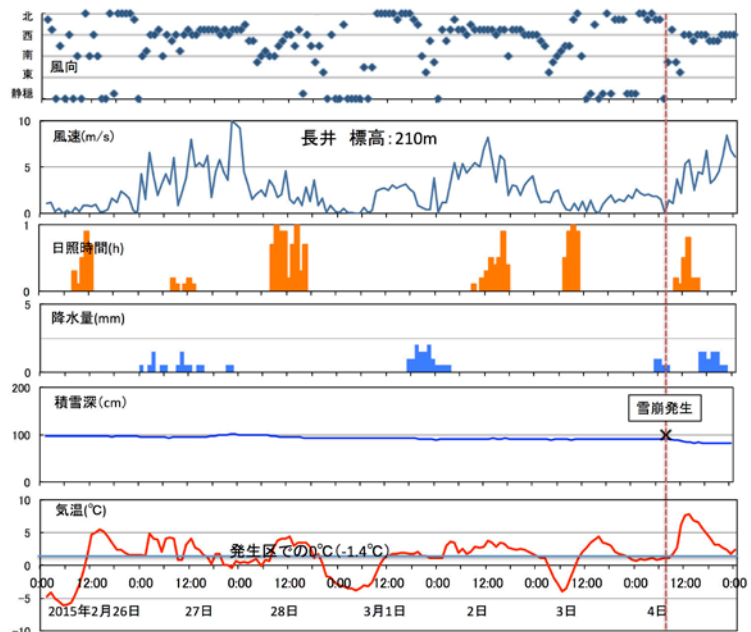 北
西
南
東
静穏
風向
10
5
0
風速(m/s)
長井 標高:210m
1
0
日照時間(h)
5
0
降水量(mm)
200
100
0
積雪深(cm)
雪崩発生
×
10
5
0
−5
−10
気温(℃)
発生区での0℃(-1.4℃)
0:00 12:00 0:00 12:00 0:00 12:00 0:00 12:00 0:00 12:00 0:00 12:00 0:00 12:00 0:00
2015年2月26日 27日 28日 3月1日 2日 3日 4日